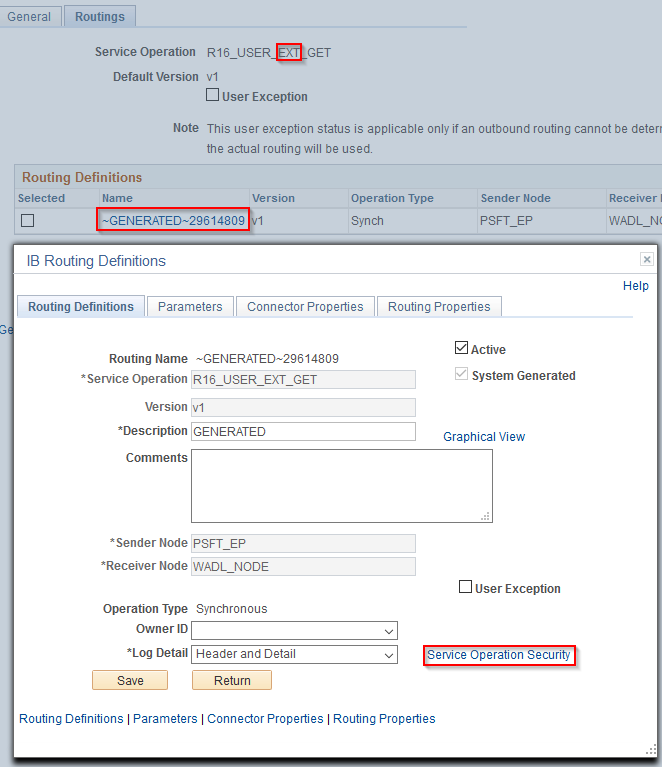 General Routings
Service Operation R16_USER_EXT_GET
Default Version v1
User Exception
Note This user exception status is applicable only if an outbound routing cannot be deter
the actual routing will be used.
Routing Definitions
Selected Name Version Operation Type Sender Node Receiver
~GENERATED~29614809 v1 Synch PSFT_EP WADL_NO
IB Routing Definitions
Help
Routing Definitions Parameters Connector Properties Routing Properties
Ge
Routing Name ~GENERATED~29614809 Active
*Service Operation R16_USER_EXT_GET System Generated
Version v1
*Description GENERATED Graphical View
Comments
*Sender Node PSFT_EP
*Receiver Node WADL_NODE
User Exception
Operation Type Synchronous
Owner ID
*Log Detail Header and Detail Service Operation Security
Save Return
Routing Definitions | Parameters | Connector Properties | Routing Properties